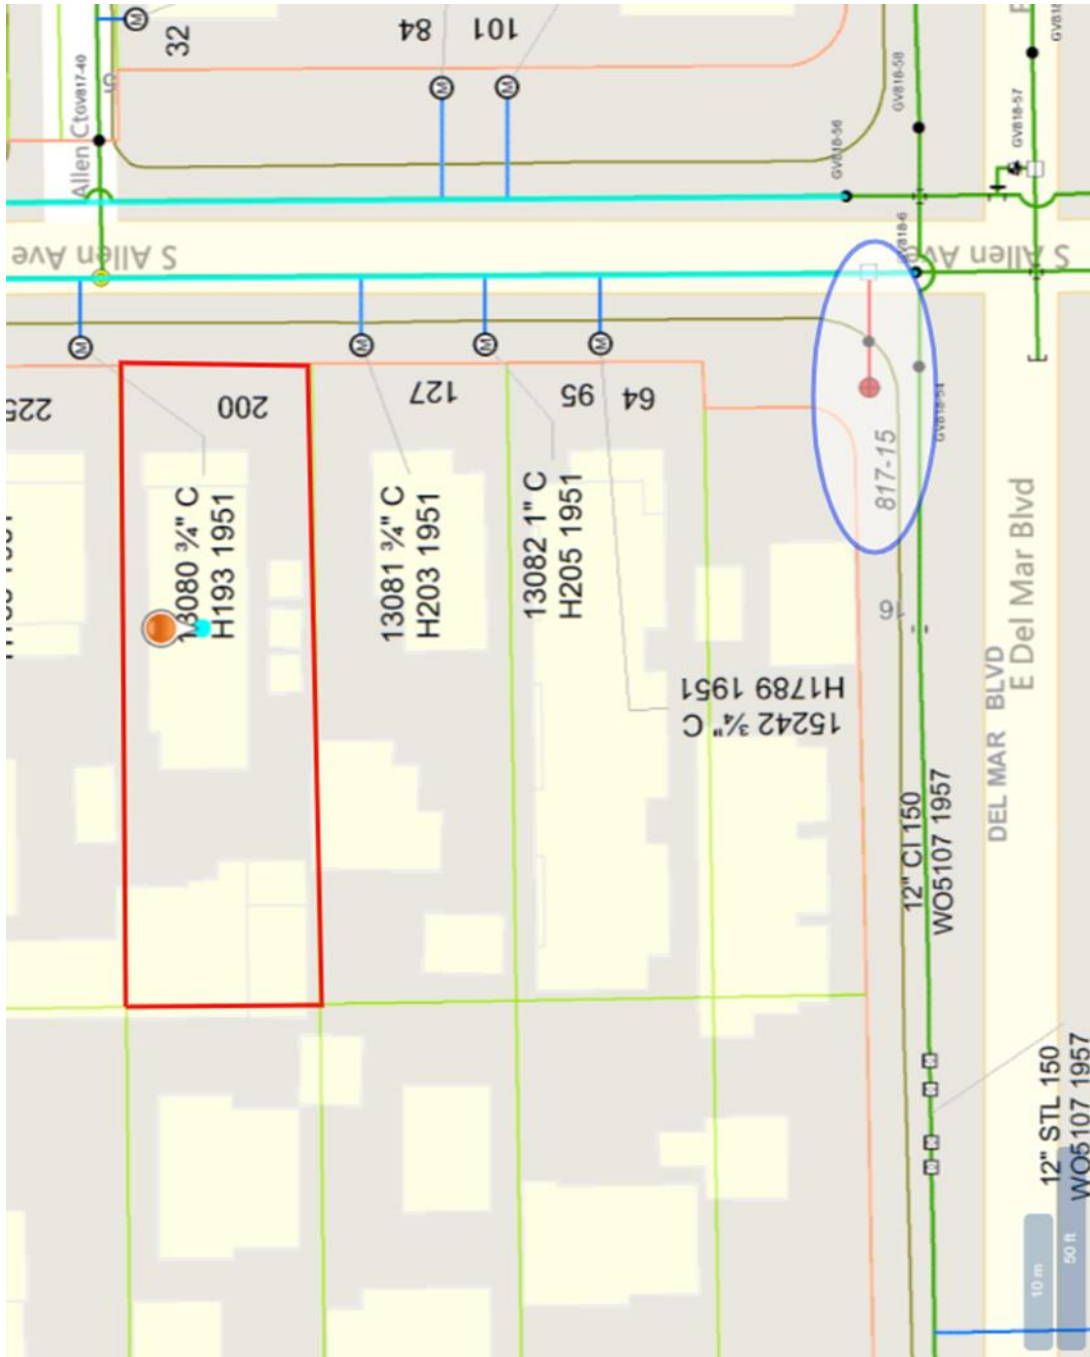 32
84
101
Allen Ct
GV817-40
5
GV818-56
GV818-58
GV818-57
GV818-6
S Allen Ave
S Allen Ave
225
200
127
95
64
13080 ¾" C
H193 1951
13081 ¾" C
H203 1951
13082 1" C
H205 1951
15242 ¾" C
H1789 1951
817-15
GV818-54
16
E Del Mar Blvd
DEL MAR BLVD
12" CI 150
WO5107 1957
12" STL 150
WO5107 1957
10 m
50 ft
M
M
M
M
M
M
M